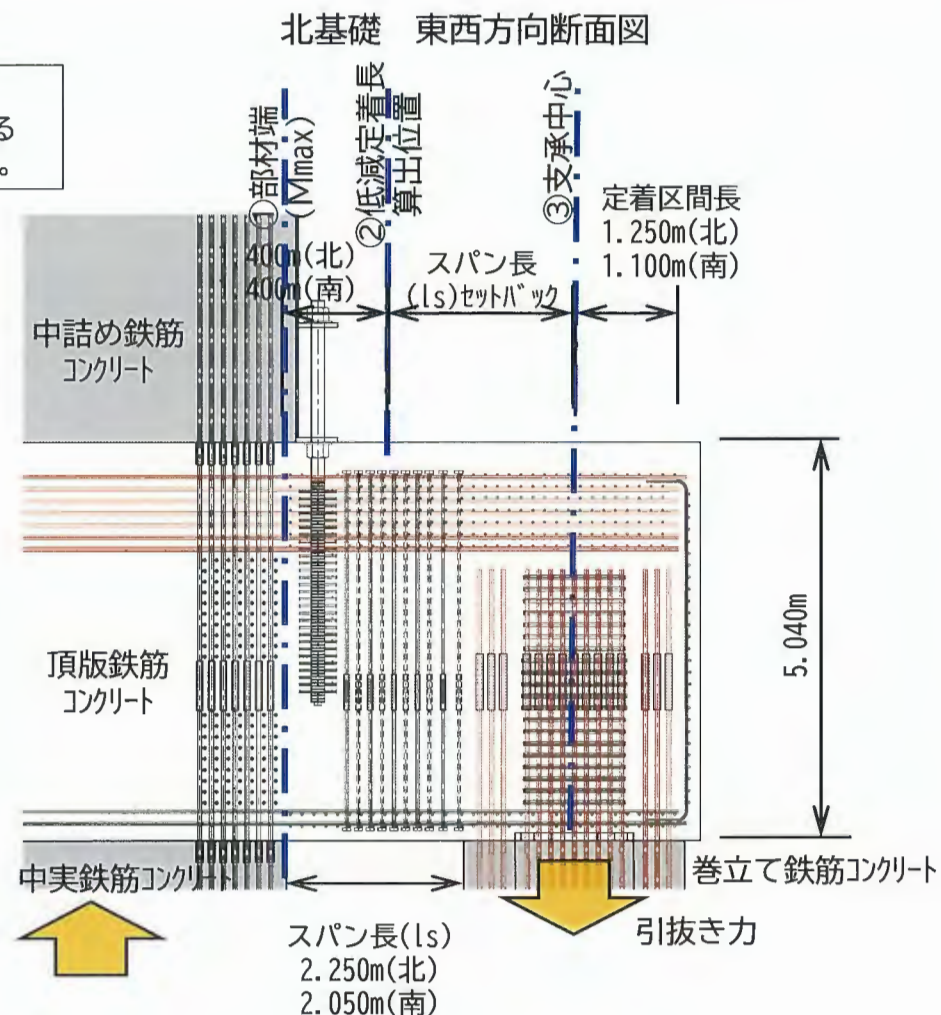 北基礎 東西方向断面図
る
。
①部材端
(Mmax)
②低減定着長
算出位置
③支承中心
定着区間長
1.250m(北)
1.100m(南)
400m(北)
400m(南)
スパン長
(ls)セットバック
中詰め鉄筋
コンクリート
頂版鉄筋
コンクリート
5.040m
中実鉄筋コンクリート
巻立て鉄筋コンクリート
引抜き力
スパン長(ls)
2.250m(北)
2.050m(南)